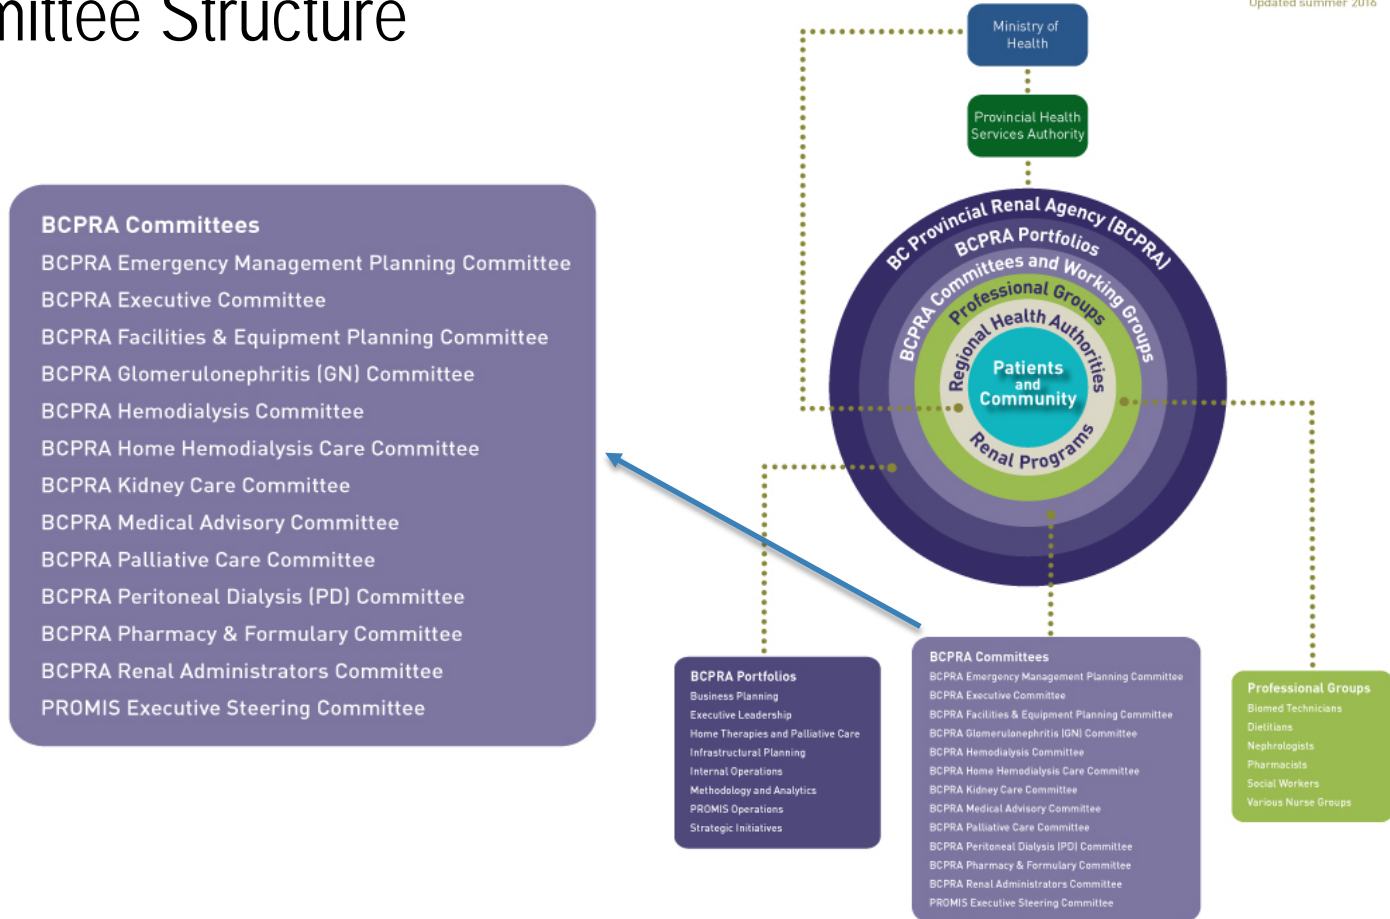 mittee Structure
Updated summer 2016
Ministry of
Health
Provincial Health
Services Authority
BC Provincial Renal Agency (BCPRA)
BCPRA Portfolios
BCPRA Committees and Working Groups
Professional Groups
Regional Health Authorities
Renal Programs
Patients
and
Community
BCPRA Committees
BCPRA Emergency Management Planning Committee
BCPRA Executive Committee
BCPRA Facilities & Equipment Planning Committee
BCPRA Glomerulonephritis (GN) Committee
BCPRA Hemodialysis Committee
BCPRA Home Hemodialysis Care Committee
BCPRA Kidney Care Committee
BCPRA Medical Advisory Committee
BCPRA Palliative Care Committee
BCPRA Peritoneal Dialysis (PD) Committee
BCPRA Pharmacy & Formulary Committee
BCPRA Renal Administrators Committee
PROMIS Executive Steering Committee
BCPRA Portfolios
Business Planning
Executive Leadership
Home Therapies and Palliative Care
Infrastructural Planning
Internal Operations
Methodology and Analytics
PROMIS Operations
Strategic Initiatives
BCPRA Committees
BCPRA Emergency Management Planning Committee
BCPRA Executive Committee
BCPRA Facilities & Equipment Planning Committee
BCPRA Glomerulonephritis (GN) Committee
BCPRA Hemodialysis Committee
BCPRA Home Hemodialysis Care Committee
BCPRA Kidney Care Committee
BCPRA Medical Advisory Committee
BCPRA Palliative Care Committee
BCPRA Peritoneal Dialysis (PD) Committee
BCPRA Pharmacy & Formulary Committee
BCPRA Renal Administrators Committee
PROMIS Executive Steering Committee
Professional Groups
Biomed Technicians
Dietitians
Nephrologists
Pharmacists
Social Workers
Various Nurse Groups